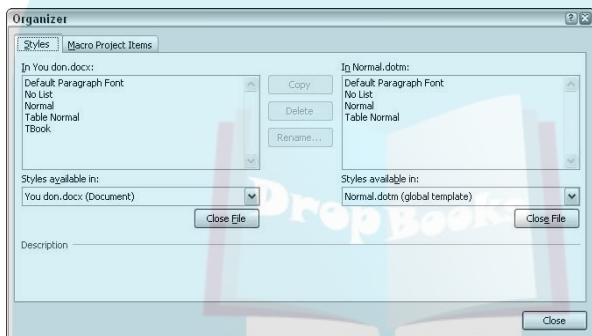 Organizer
Styles
Macro Project Items
In You don.docx:
Default Paragraph Font
No List
Normal
Table Normal
TBook
Copy
Delete
Rename...
In Normal.dotm:
Default Paragraph Font
No List
Normal
Table Normal
Styles available in:
You don.docx (Document)
Close File
Styles available in:
Normal.dotm (global template)
Close File
Description
Close
DropBooks